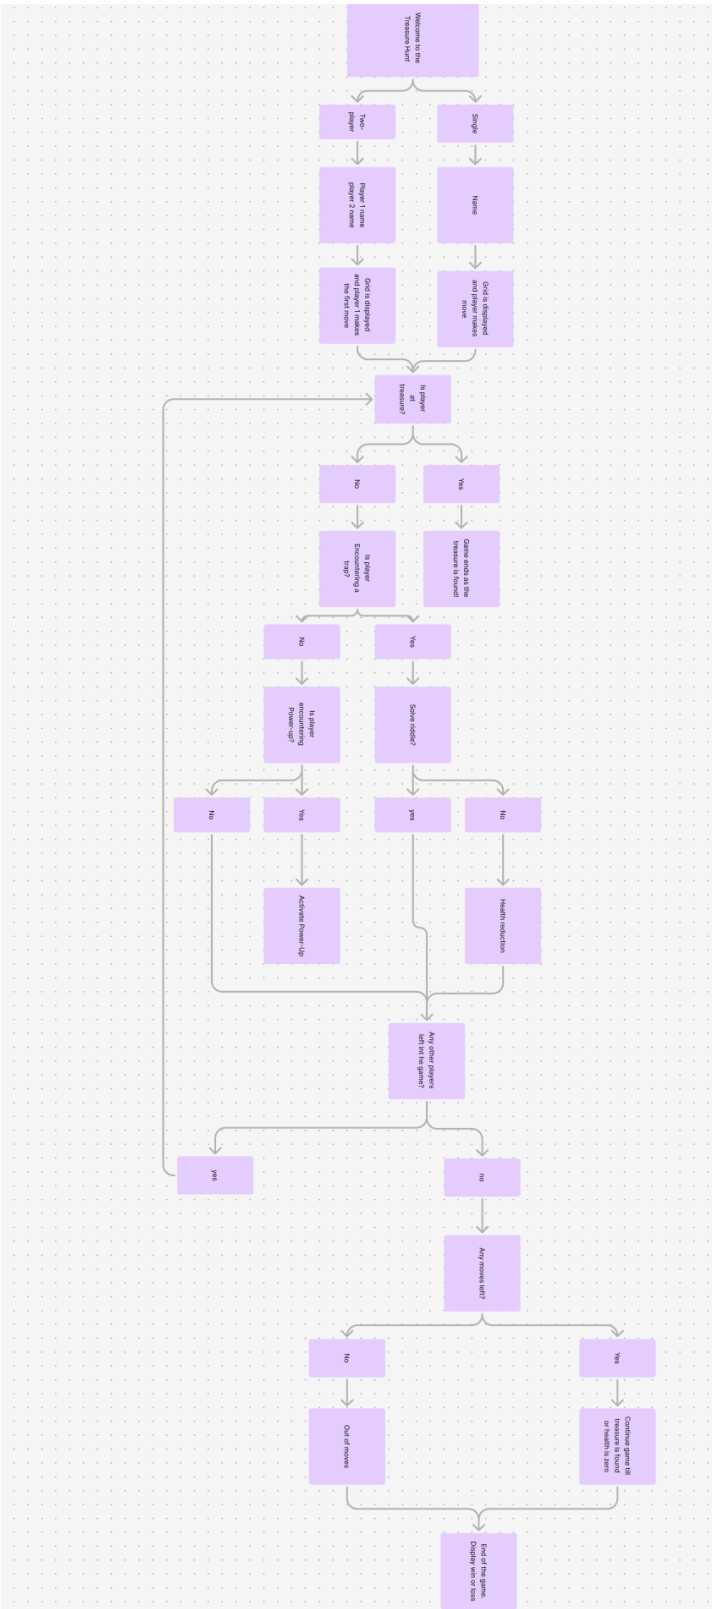 Welcome to the
Treasure Hunt
Single
Two-
player
Name
Player 1 name
player 2 name
Grid is displayed
and player makes
move
Grid is displayed
and player 1 makes
the first move
Is player
at
treasure?
Yes
No
Game ends as the
treasure is found!
Is player
Encountering a
trap?
Yes
No
Solve riddle?
Is player
encountering
Power-up?
No
yes
Yes
No
Health reduction
Activate Power-Up
Any other players
left int he game?
no
yes
Any moves left?
Yes
No
Continue game till
treasure is found
or health is zero
Out of moves
End of the game.
Display win or loss